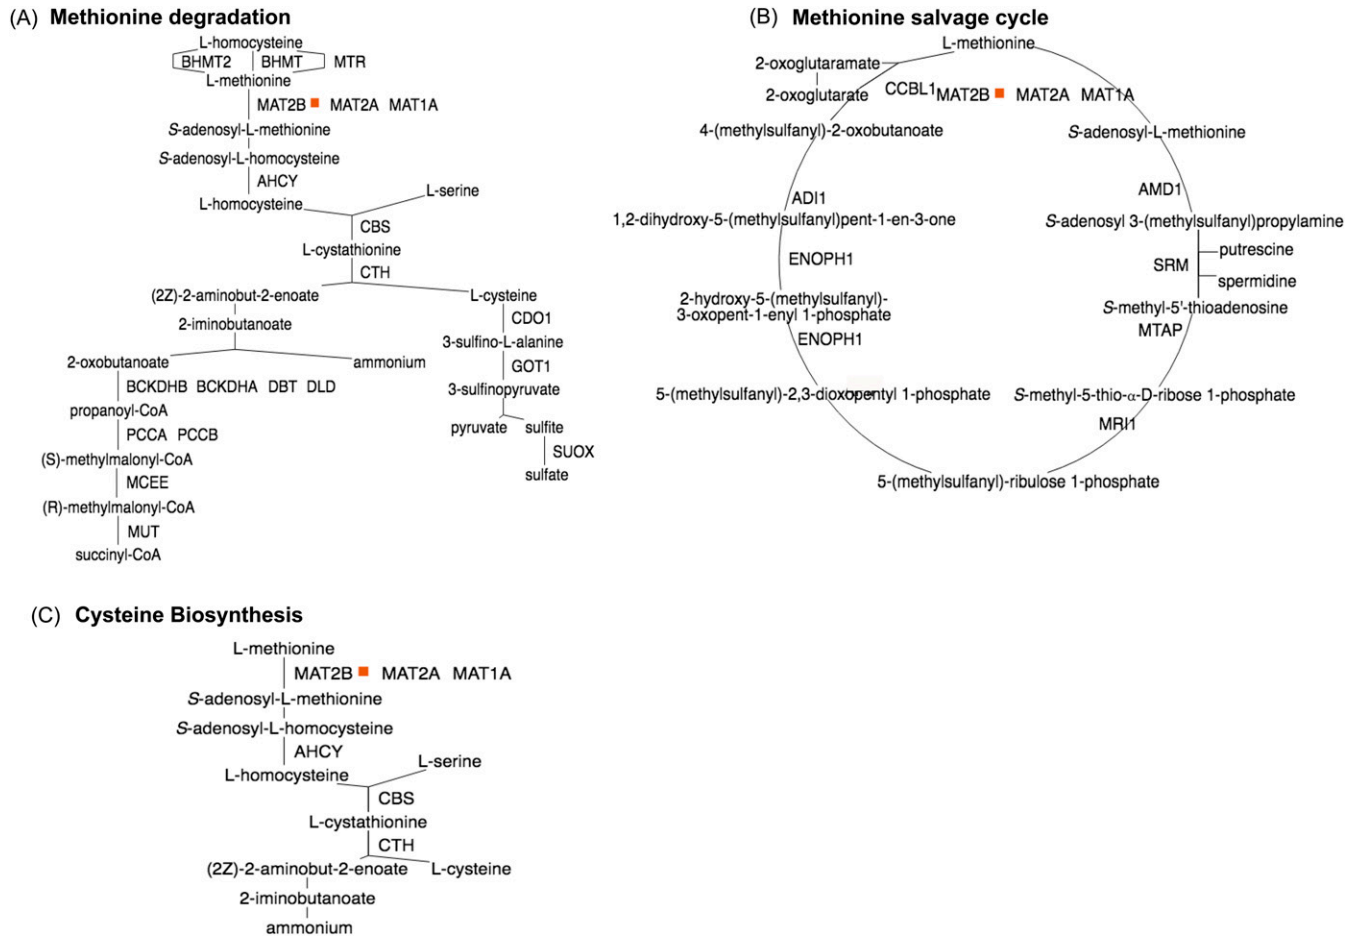 (A) Methionine degradation
L-homocysteine
BHMT2 BHMT MTR
L-methionine
MAT2B MAT2A MAT1A
S-adenosyl-L-methionine
S-adenosyl-L-homocysteine
AHCY
L-serine
L-homocysteine
CBS
L-cystathionine
CTH
(2Z)-2-aminobut-2-enoate
L-cysteine
CDO1
2-iminobutanoate
3-sulfino-L-alanine
2-oxobutanoate
ammonium
GOT1
BCKDHB BCKDHA DBT DLD
3-sulfinopyruvate
propanoyl-CoA
PCCA PCCB
pyruvate sulfite
SUOX
(S)-methylmalonyl-CoA
sulfate
MCEE
(R)-methylmalonyl-CoA
MUT
succinyl-CoA
(B) Methionine salvage cycle
L-methionine
2-oxoglutaramate
2-oxoglutarate
CCBL1 MAT2B MAT2A MAT1A
4-(methylsulfanyl)-2-oxobutanoate
S-adenosyl-L-methionine
ADI1
AMD1
1,2-dihydroxy-5-(methylsulfanyl)pent-1-en-3-one
S-adenosyl 3-(methylsulfanyl)propylamine
putrescine
ENOPH1
SRM
spermidine
2-hydroxy-5-(methylsulfanyl)-
3-oxopent-1-enyl 1-phosphate
S-methyl-5'-thioadenosine
MTAP
ENOPH1
5-(methylsulfanyl)-2,3-dioxopentyl 1-phosphate
S-methyl-5-thio-α-D-ribose 1-phosphate
MRI1
5-(methylsulfanyl)-ribulose 1-phosphate
(C) Cysteine Biosynthesis
L-methionine
MAT2B MAT2A MAT1A
S-adenosyl-L-methionine
S-adenosyl-L-homocysteine
AHCY
L-serine
L-homocysteine
CBS
L-cystathionine
CTH
(2Z)-2-aminobut-2-enoate L-cysteine
2-iminobutanoate
ammonium